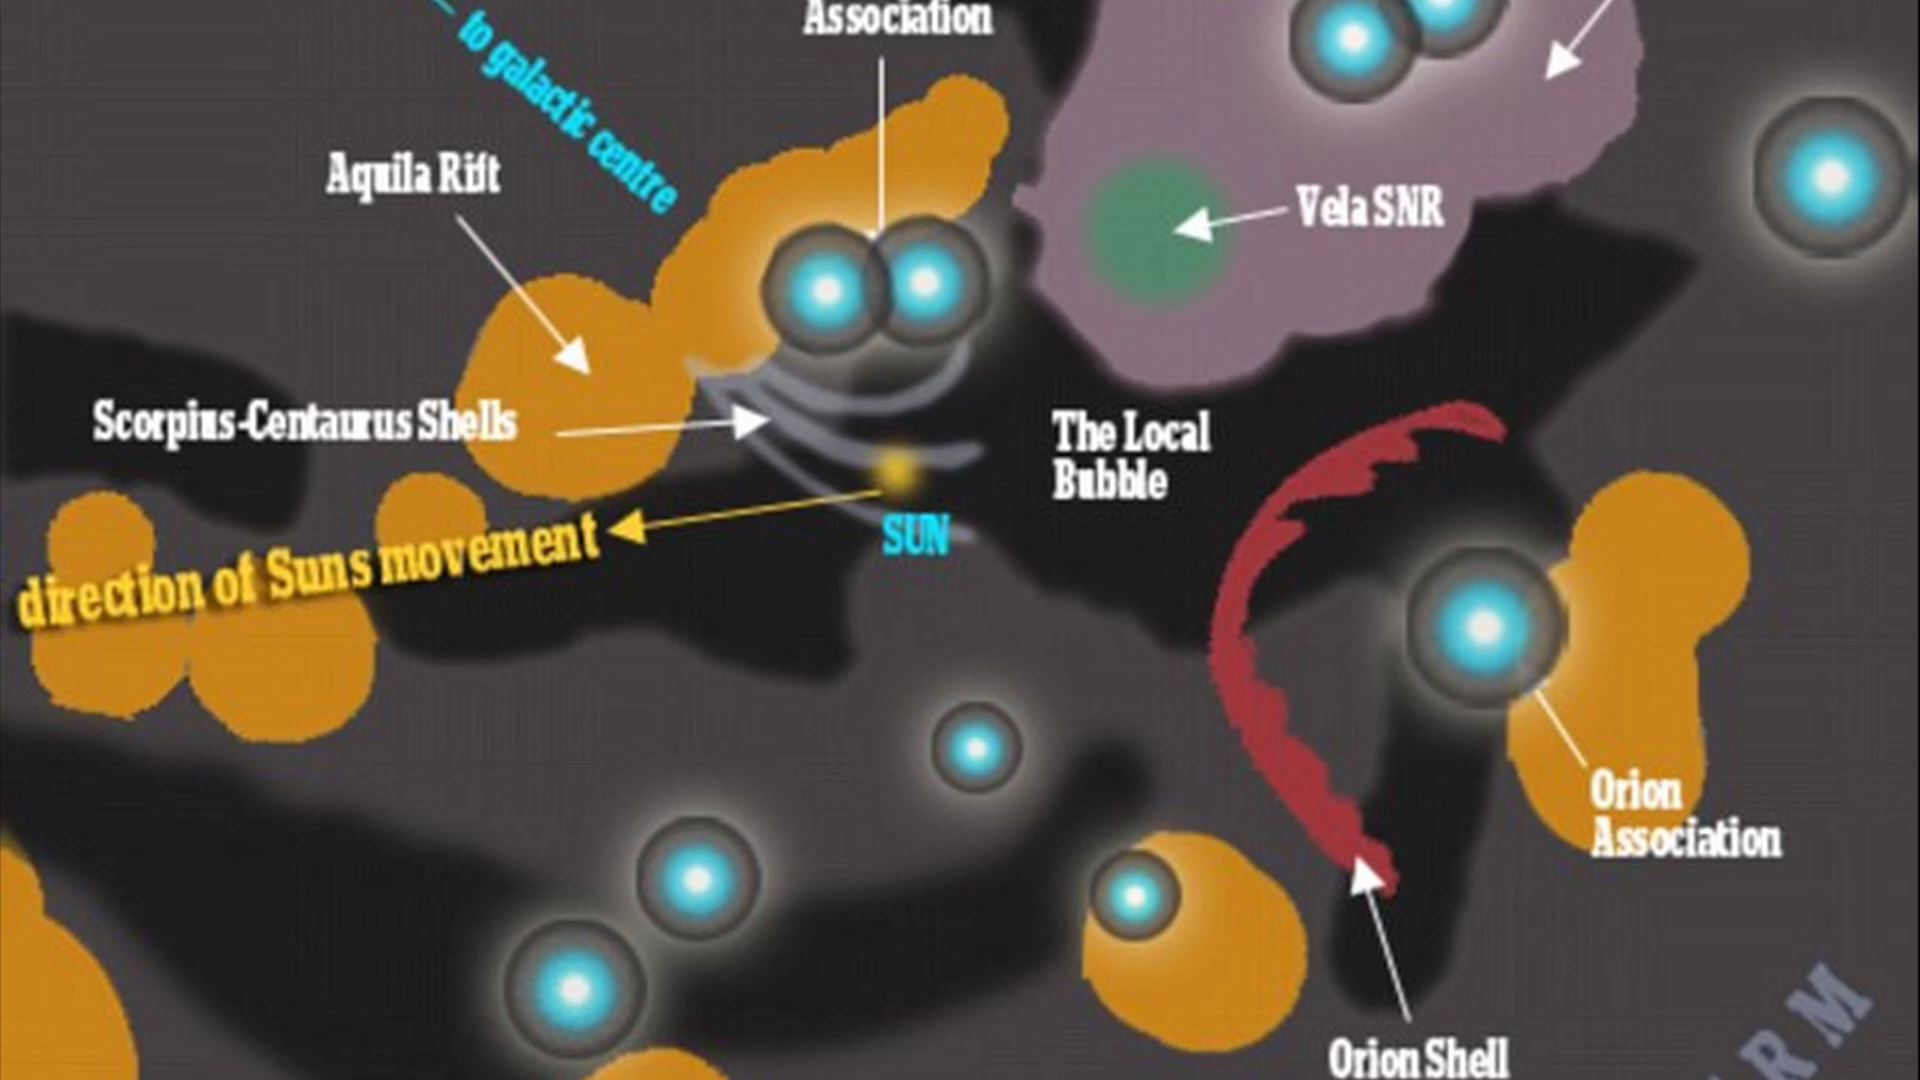 Association
to galactic centre
Aquila Rift
Vela SNR
Scorpius-Centaurus Shells
The Local
Bubble
SUN
direction of Suns movement
Orion
Association
Orion Shell
RM